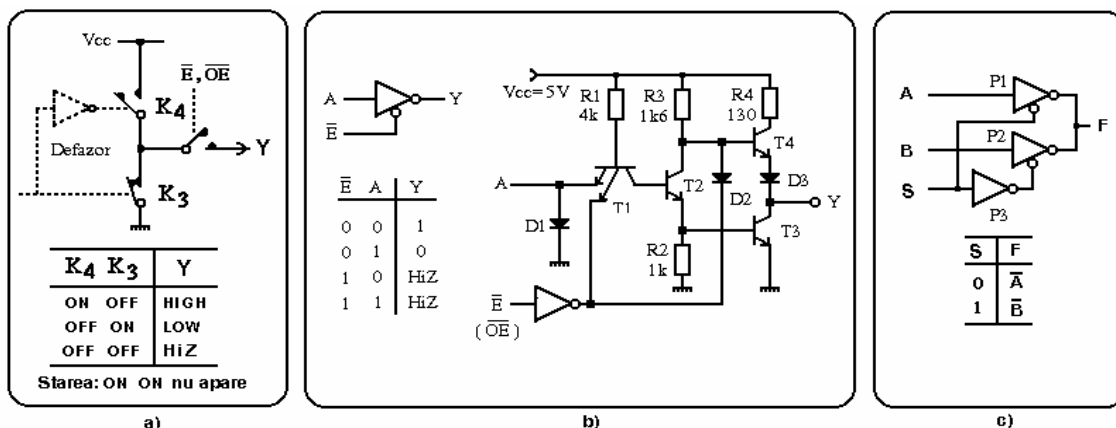 Vcc
E, OE
K4
Y
Defazor
K3
K4 K3 Y
ON OFF HIGH
OFF ON LOW
OFF OFF HiZ
Starea: ON ON nu apare
a)
A Y
E
E A Y
0 0 1
0 1 0
1 0 HiZ
1 1 HiZ
Vcc=5V
R1
4k
R3
1k6
R4
130
T4
A
T1
T2
D2
D3
Y
D1
T3
R2
1k
E
(OE)
b)
A
P1
F
B
P2
S
P3
S F
0 A
1 B
c)